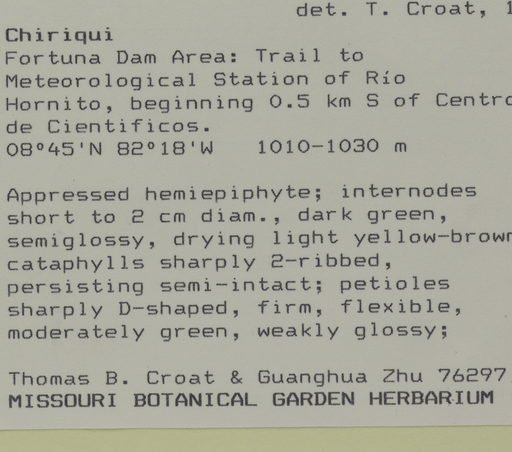 det. T. Croat, 1
Chiriqui
Fortuna Dam Area: Trail to
Meteorological Station of Río
Hornito, beginning 0.5 km S of Centro
de Cientificos.
08°45'N 82°18'W 1010-1030 m
Appressed hemiepiphyte; internodes
short to 2 cm diam., dark green,
semiglossy, drying light yellow-brown
cataphylls sharply 2-ribbed,
persisting semi-intact; petioles
sharply D-shaped, firm, flexible,
moderately green, weakly glossy;
Thomas B. Croat & Guanghua Zhu 76297
MISSOURI BOTANICAL GARDEN HERBARIUM